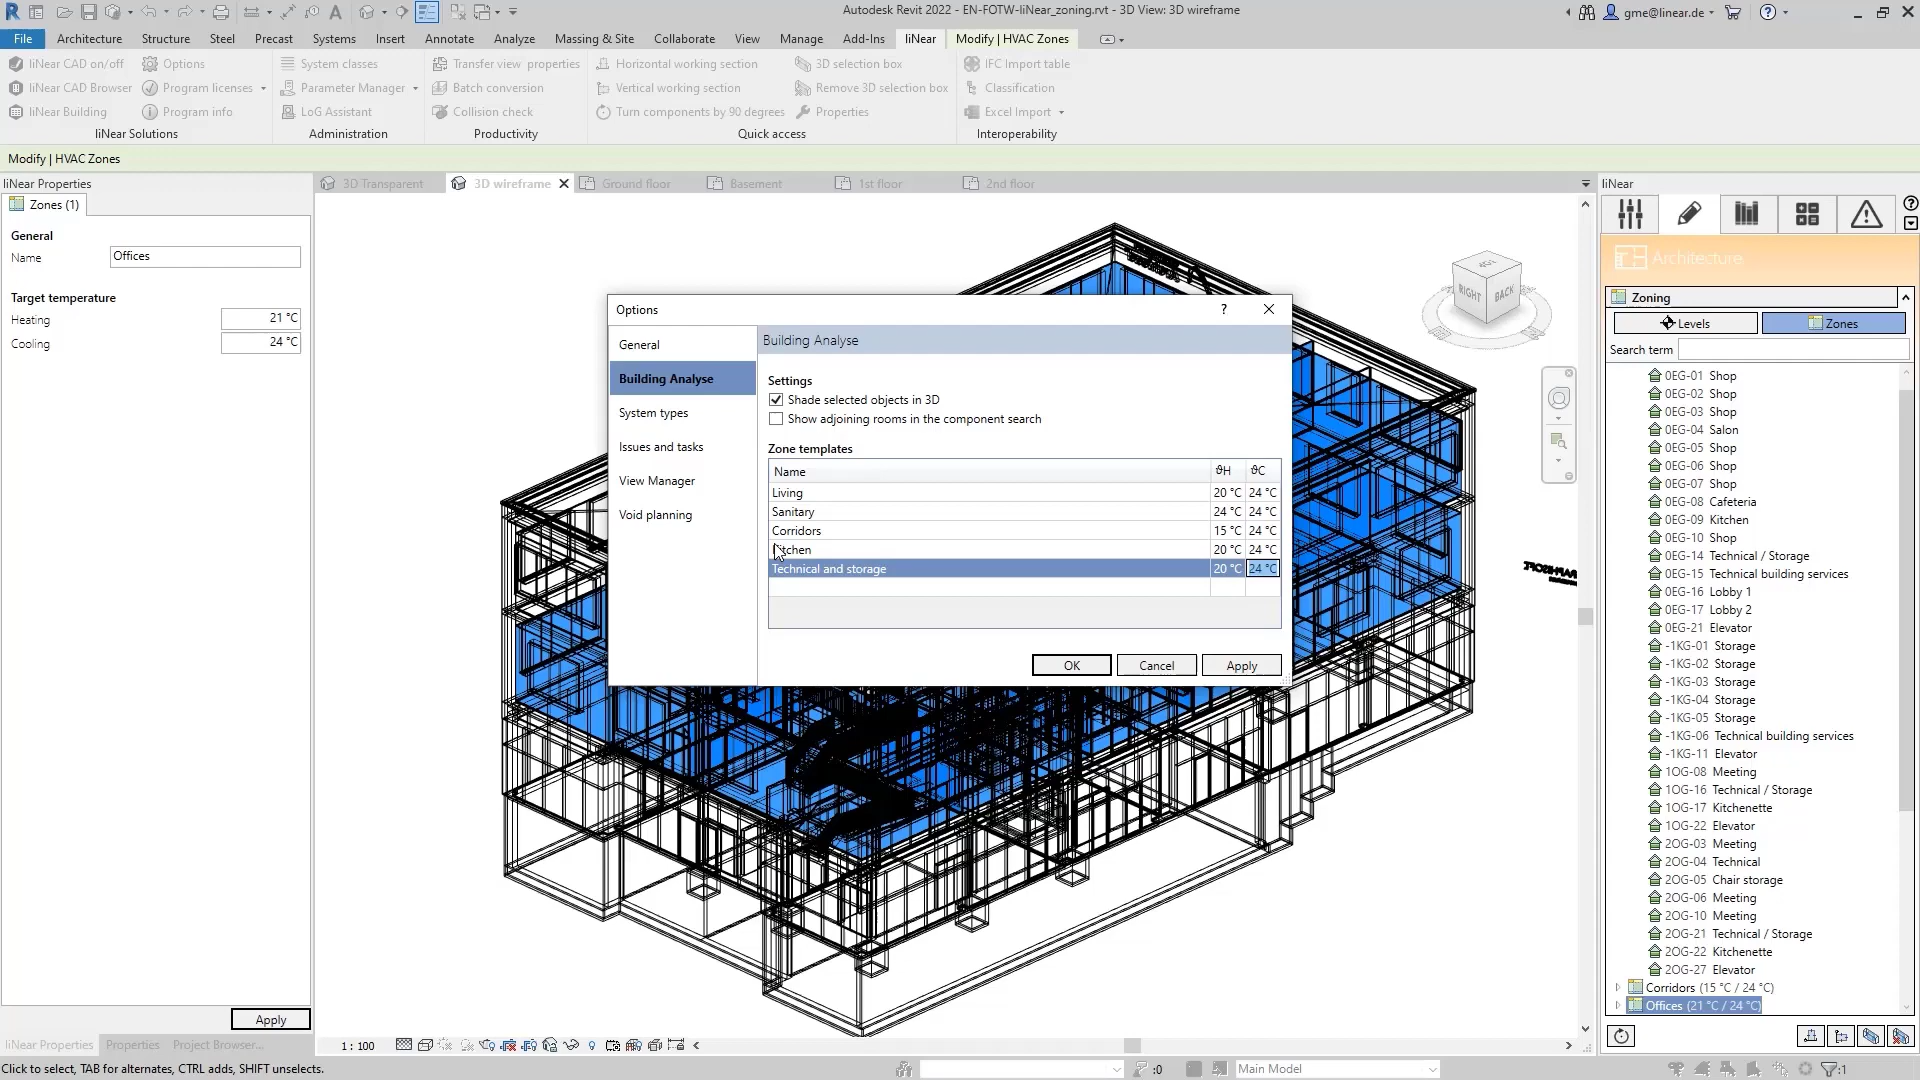 Autodesk Revit 2022 - EN-FOTW-liNear_zoning.rvt - 3D View: 3D wireframe
gme@linear.de
File Architecture Structure Steel Precast Systems Insert Annotate Analyze Massing & Site Collaborate View Manage Add-Ins liNear Modify | HVAC Zones
liNear CAD on/off Options System classes Transfer view properties Horizontal working section 3D selection box IFC Import table
liNear CAD Browser Program licenses Parameter Manager Batch conversion Vertical working section Remove 3D selection box Classification
liNear Building Program info LoG Assistant Collision check Turn components by 90 degrees Properties Excel Import
liNear Solutions Administration Productivity Quick access Interoperability
Modify | HVAC Zones
liNear Properties
Zones (1)
General
Name Offices
Target temperature
Heating 21 °C
Cooling 24 °C
Apply
liNear Properties Properties Project Browser...
3D Transparent 3D wireframe Ground floor Basement 1st floor 2nd floor
TOP
RIGHT
BACK
Options
?
General
Building Analyse
System types
Issues and tasks
View Manager
Void planning
Building Analyse
Settings
Shade selected objects in 3D
Show adjoining rooms in the component search
Zone templates
Name ϑH ϑC
Living 20 °C 24 °C
Sanitary 24 °C 24 °C
Corridors 15 °C 24 °C
Kitchen 20 °C 24 °C
Technical and storage 20 °C 24 °C
OK Cancel Apply
liNear
Architecture
Zoning
Levels Zones
Search term
0EG-01 Shop
0EG-02 Shop
0EG-03 Shop
0EG-04 Salon
0EG-05 Shop
0EG-06 Shop
0EG-07 Shop
0EG-08 Cafeteria
0EG-09 Kitchen
0EG-10 Shop
0EG-14 Technical / Storage
0EG-15 Technical building services
0EG-16 Lobby 1
0EG-17 Lobby 2
0EG-21 Elevator
-1KG-01 Storage
-1KG-02 Storage
-1KG-03 Storage
-1KG-04 Storage
-1KG-05 Storage
-1KG-06 Technical building services
-1KG-11 Elevator
1OG-08 Meeting
1OG-16 Technical / Storage
1OG-17 Kitchenette
1OG-22 Elevator
2OG-03 Meeting
2OG-04 Technical
2OG-05 Chair storage
2OG-06 Meeting
2OG-10 Meeting
2OG-21 Technical / Storage
2OG-22 Kitchenette
2OG-27 Elevator
Corridors (15 °C / 24 °C)
Offices (21 °C / 24 °C)
1 : 100
Click to select, TAB for alternates, CTRL adds, SHIFT unselects.
:0
Main Model
:1